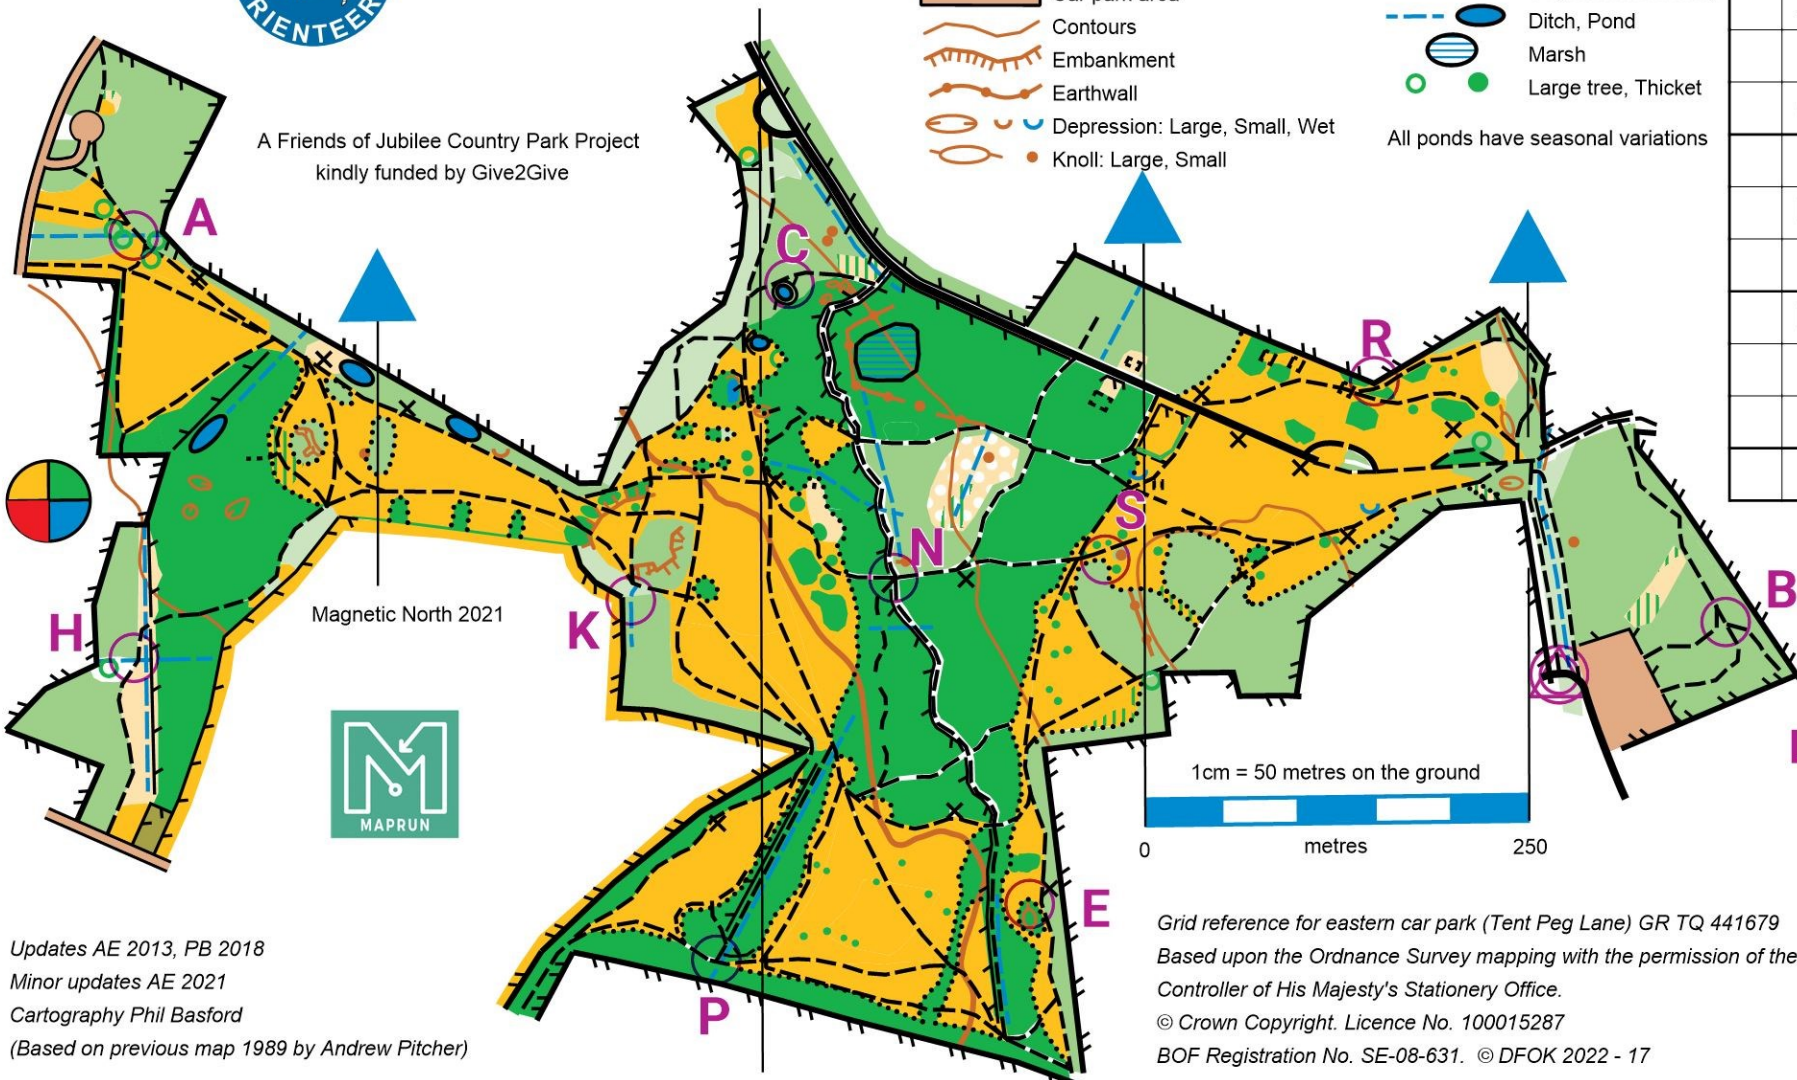 RIENTEER
Contours
Embankment
Earthwall
Depression: Large, Small, Wet
Knoll: Large, Small
Ditch, Pond
Marsh
Large tree, Thicket
All ponds have seasonal variations
A Friends of Jubilee Country Park Project
kindly funded by Give2Give
A
C
R
S
N
B
H
K
Magnetic North 2021
MAPRUN
1cm = 50 metres on the ground
0
metres
250
E
P
Updates AE 2013, PB 2018
Minor updates AE 2021
Cartography Phil Basford
(Based on previous map 1989 by Andrew Pitcher)
Grid reference for eastern car park (Tent Peg Lane) GR TQ 441679
Based upon the Ordnance Survey mapping with the permission of the
Controller of His Majesty's Stationery Office.
© Crown Copyright. Licence No. 100015287
BOF Registration No. SE-08-631. © DFOK 2022 - 17